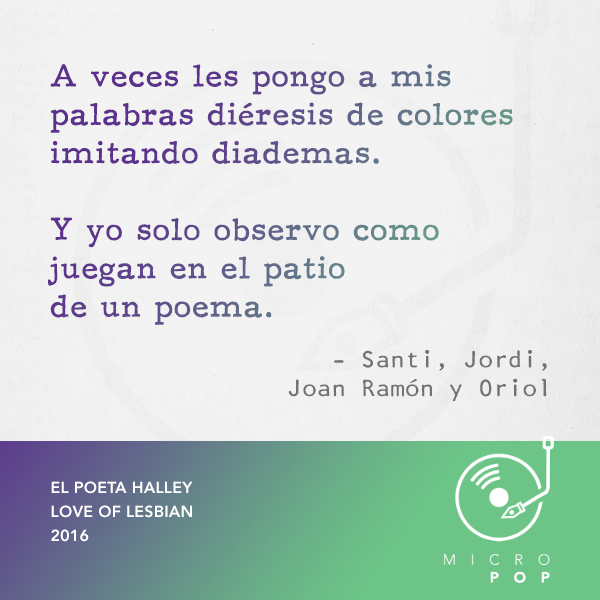 A veces les pongo a mis
palabras diéresis de colores
imitando diademas.
Y yo solo observo como
juegan en el patio
de un poema.
– Santi, Jordi,
Joan Ramón y Oriol
EL POETA HALLEY
LOVE OF LESBIAN
2016
MICRO
POP